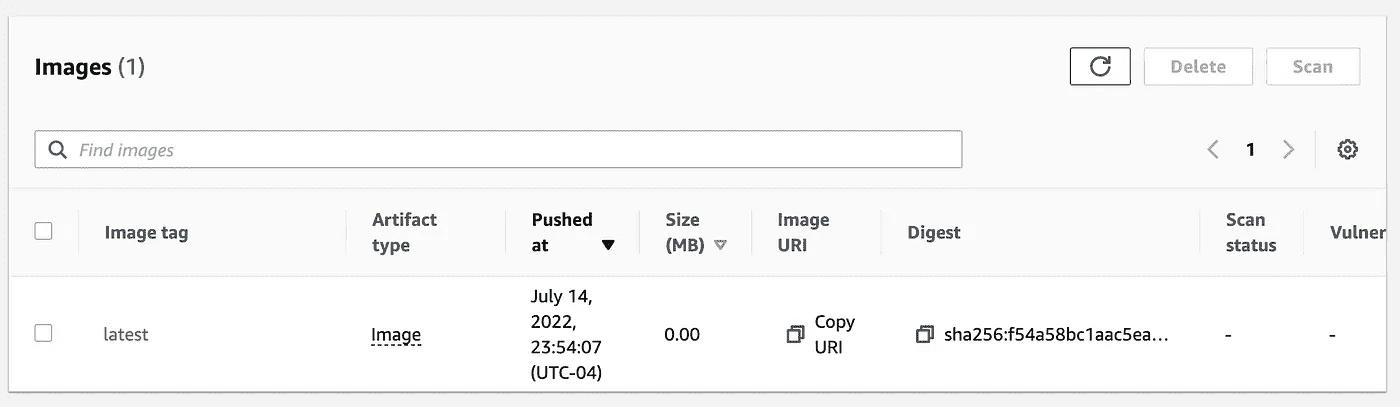 Images (1)
Delete
Scan
Find images
1
Image tag
Artifact
type
Pushed
at
Size
(MB)
Image
URI
Digest
Scan
status
Vulner
latest
Image
July 14,
2022,
23:54:07
(UTC-04)
0.00
Copy
URI
sha256:f54a58bc1aac5ea...
-
-